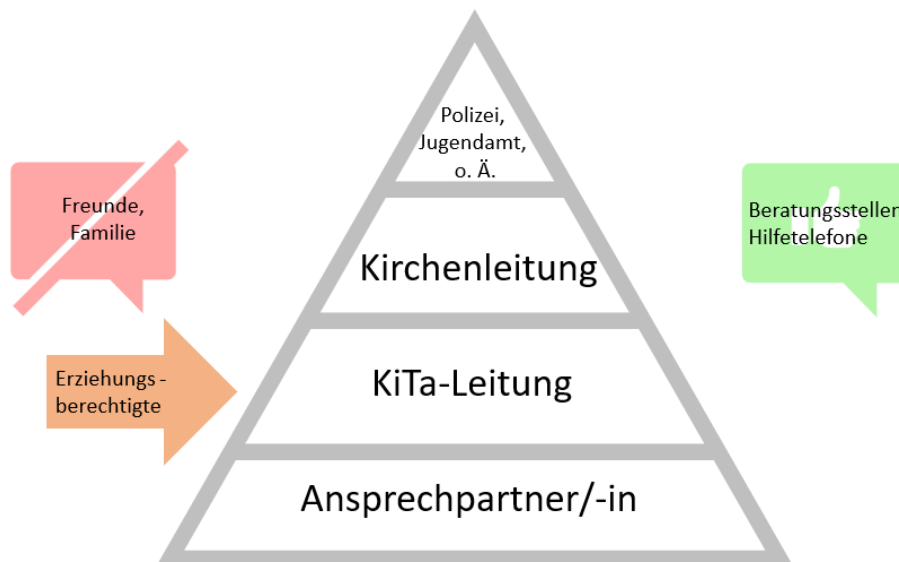 Polizei,
Jugendamt,
o. Ä.
Freunde,
Familie
Beratungsstellen
Hilfetelefone
Kirchenleitung
Erziehungs-
berechtigte
KiTa-Leitung
Ansprechpartner/-in